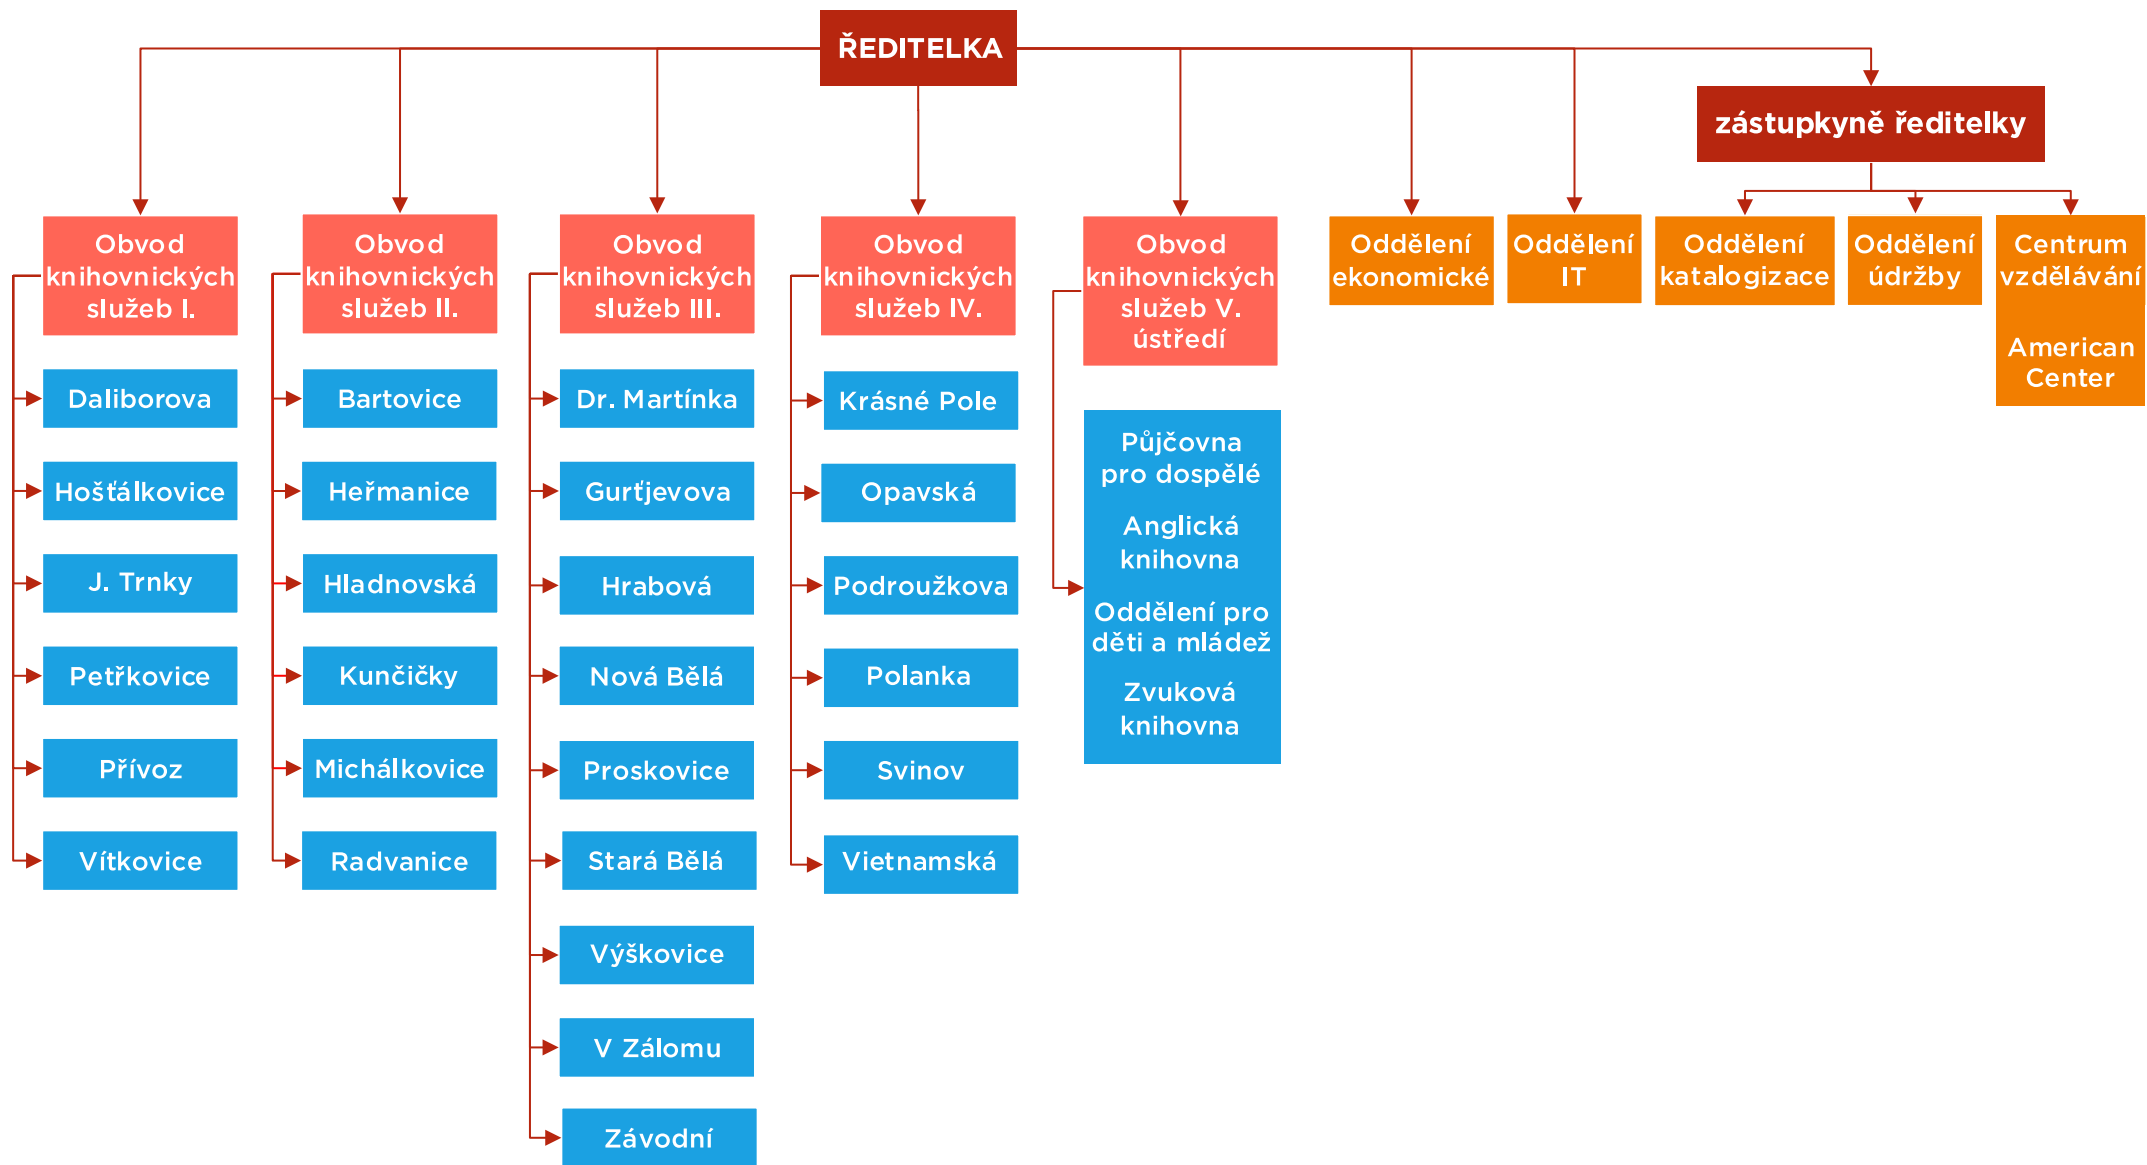 ŘEDITELKA
zástupkyně ředitelky
Obvod
knihovnických
služeb I.
Daliborova
Hošťálkovice
J. Trnky
Petřkovice
Přívoz
Vítkovice
Obvod
knihovnických
služeb II.
Bartovice
Heřmanice
Hladnovská
Kunčičky
Michálkovice
Radvanice
Obvod
knihovnických
služeb III.
Dr. Martínka
Gurťjevova
Hrabová
Nová Bělá
Proskovice
Stará Bělá
Výškovice
V Zálomu
Závodní
Obvod
knihovnických
služeb IV.
Krásné Pole
Opavská
Podroužkova
Polanka
Svinov
Vietnamská
Obvod
knihovnických
služeb V.
ústředí
Půjčovna
pro dospělé
Anglická
knihovna
Oddělení pro
děti a mládež
Zvuková
knihovna
Oddělení
ekonomické
Oddělení
IT
Oddělení
katalogizace
Oddělení
údržby
Centrum
vzdělávání
American
Center